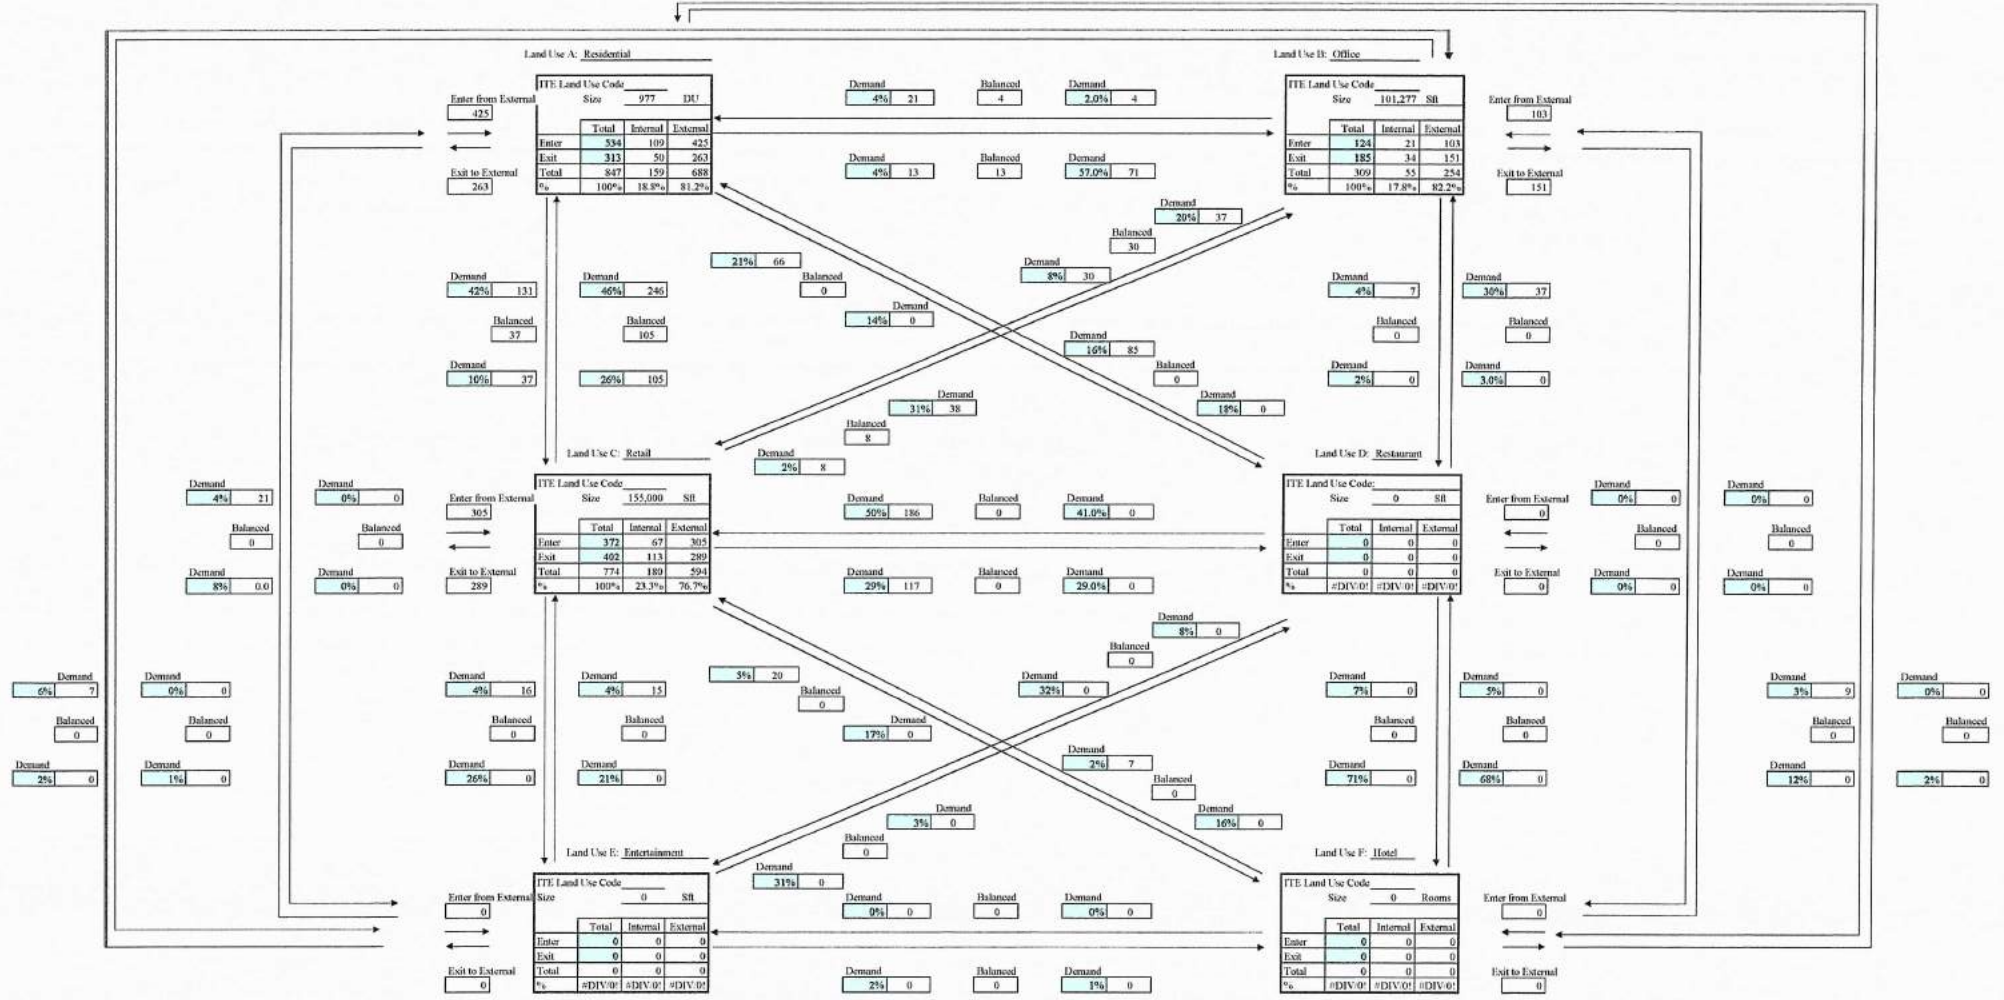 Land Use A: Residential
Land Use B: Office
ITE Land Use Code
Size 977 DU
Total Internal External
Enter 534 109 425
Exit 313 50 263
Total 847 159 688
% 100% 18.8% 81.2%
Enter from External
425
Exit to External
263
Demand Balanced Demand
4% 21 4 2.0% 4
Demand Balanced Demand
4% 13 13 57.0% 71
ITE Land Use Code
Size 101,277 Sft
Total Internal External
Enter 124 21 103
Exit 185 34 151
Total 309 55 254
% 100% 17.8% 82.2%
Enter from External
103
Exit to External
151
Demand
20% 37
Balanced
30
Demand
8% 30
21% 66
Balanced
0
Demand
14% 0
Demand
16% 85
Balanced
0
Demand
18% 0
Demand
31% 38
Balanced
8
Demand
2% 8
Demand Demand
42% 131 46% 246
Balanced Balanced
37 105
Demand
10% 37 26% 105
Demand Demand
4% 7 30% 37
Balanced Balanced
0 0
Demand Demand
2% 0 3.0% 0
Land Use C: Retail
Land Use D: Restaurant
Demand Demand
4% 21 0% 0
Balanced Balanced
0 0
Demand Demand
8% 0.0 0% 0
Enter from External
305
Exit to External
289
ITE Land Use Code
Size 155,000 Sft
Total Internal External
Enter 372 67 305
Exit 402 113 289
Total 774 180 594
% 100% 23.3% 76.7%
Demand Balanced Demand
50% 186 0 41.0% 0
Demand Balanced Demand
29% 117 0 29.0% 0
ITE Land Use Code:
Size 0 Sft
Total Internal External
Enter 0 0 0
Exit 0 0 0
Total 0 0 0
% #DIV/0! #DIV/0! #DIV/0!
Enter from External
0
Exit to External
0
Demand Demand
0% 0 0% 0
Balanced Balanced
0 0
Demand Demand
0% 0 0% 0
Demand
8% 0
Balanced
0
32% 0
5% 20
Balanced
0
Demand
17% 0
Demand
2% 7
Balanced
0
Demand
16% 0
Demand
3% 0
Balanced
0
Demand
31% 0
Demand Demand
6% 7 0% 0
Balanced Balanced
0 0
Demand Demand
2% 0 1% 0
Demand Demand
4% 16 4% 15
Balanced Balanced
0 0
Demand Demand
26% 0 21% 0
Demand Demand
7% 0 5% 0
Balanced Balanced
0 0
Demand Demand
71% 0 68% 0
Demand Demand
3% 9 0% 0
Balanced Balanced
0 0
Demand
12% 0 2% 0
Land Use E: Entertainment
Land Use F: Hotel
Enter from External
0
Exit to External
0
ITE Land Use Code
Size 0 Sft
Total Internal External
Enter 0 0 0
Exit 0 0 0
Total 0 0 0
% #DIV/0! #DIV/0! #DIV/0!
Demand Balanced Demand
0% 0 0 0% 0
Demand Balanced Demand
2% 0 0 1% 0
ITE Land Use Code
Size 0 Rooms
Total Internal External
Enter 0 0 0
Exit 0 0 0
Total 0 0 0
% #DIV/0! #DIV/0! #DIV/0!
Enter from External
0
Exit to External
0